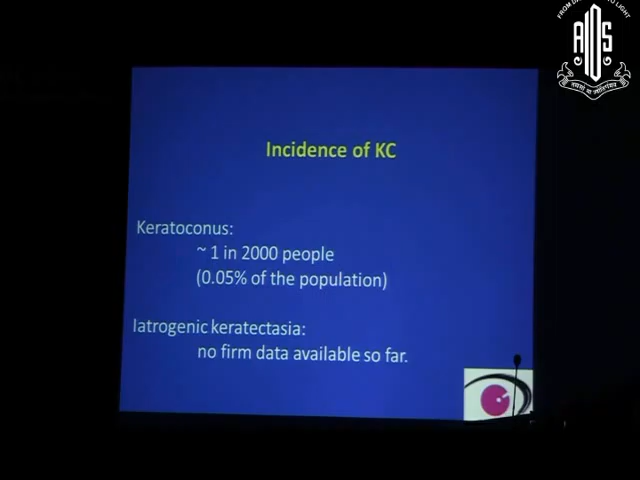 AIOS
Incidence of KC
Keratoconus:
~ 1 in 2000 people
(0.05% of the population)
Iatrogenic keratectasia:
no firm data available so far.